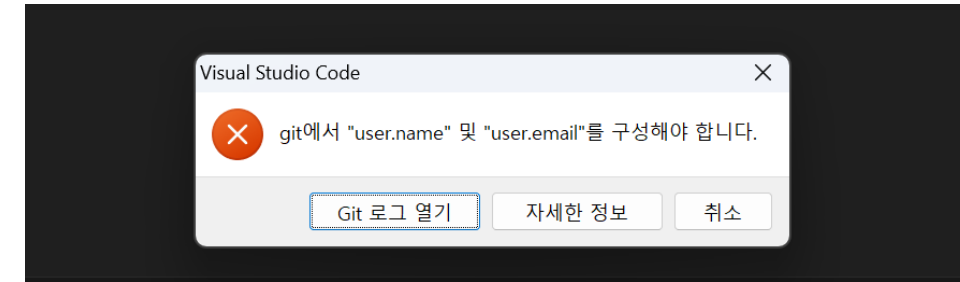 Visual Studio Code
git에서 "user.name" 및 "user.email"를 구성해야 합니다.
Git 로그 열기
자세한 정보
취소